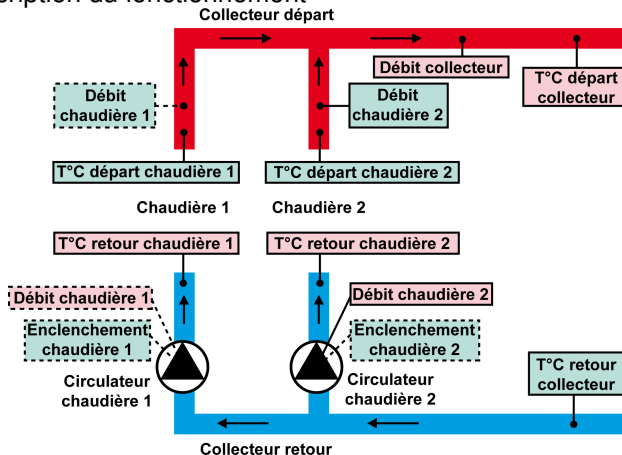 du fonctionnement
Collecteur départ
Débit collecteur
T°C départ
collecteur
Débit
chaudière 1
Débit
chaudière 2
T°C départ chaudière 1
T°C départ chaudière 2
Chaudière 1
Chaudière 2
T°C retour chaudière 1
T°C retour chaudière 2
Débit chaudière 1
Débit chaudière 2
Enclenchement
chaudière 1
Enclenchement
chaudière 2
T°C retour
collecteur
Circulateur
chaudière 1
Circulateur
chaudière 2
Collecteur retour